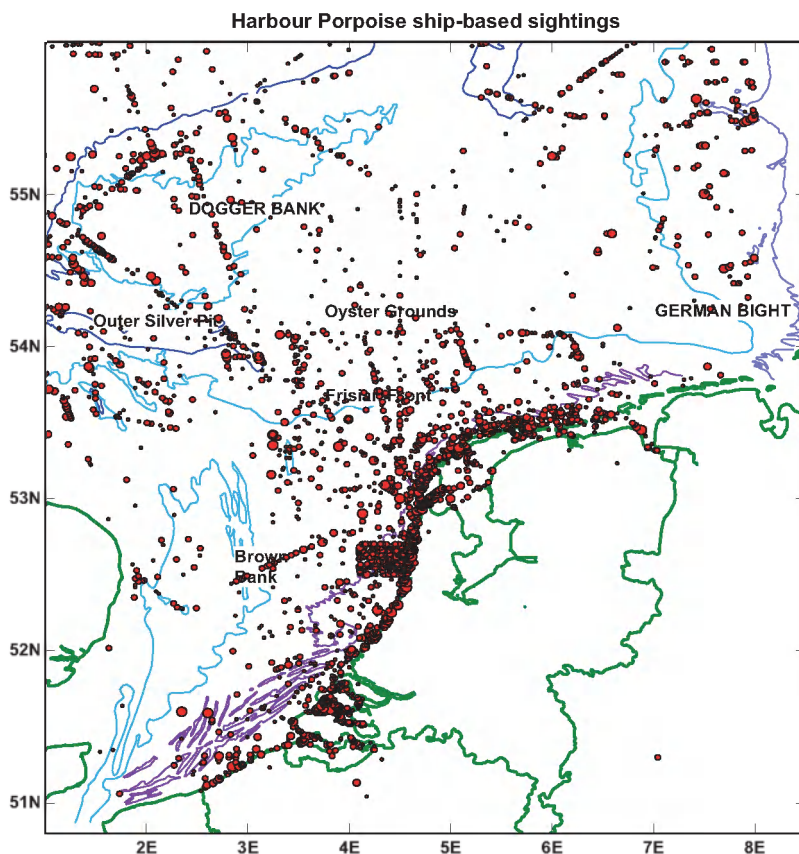 Harbour Porpoise ship-based sightings
55N
DOGGER BANK
Outer Silver Pit
Oyster Grounds
GERMAN BIGHT
54N
Frisian Front
53N
Brown
Bank
52N
51N
2E 3E 4E 5E 6E 7E 8E